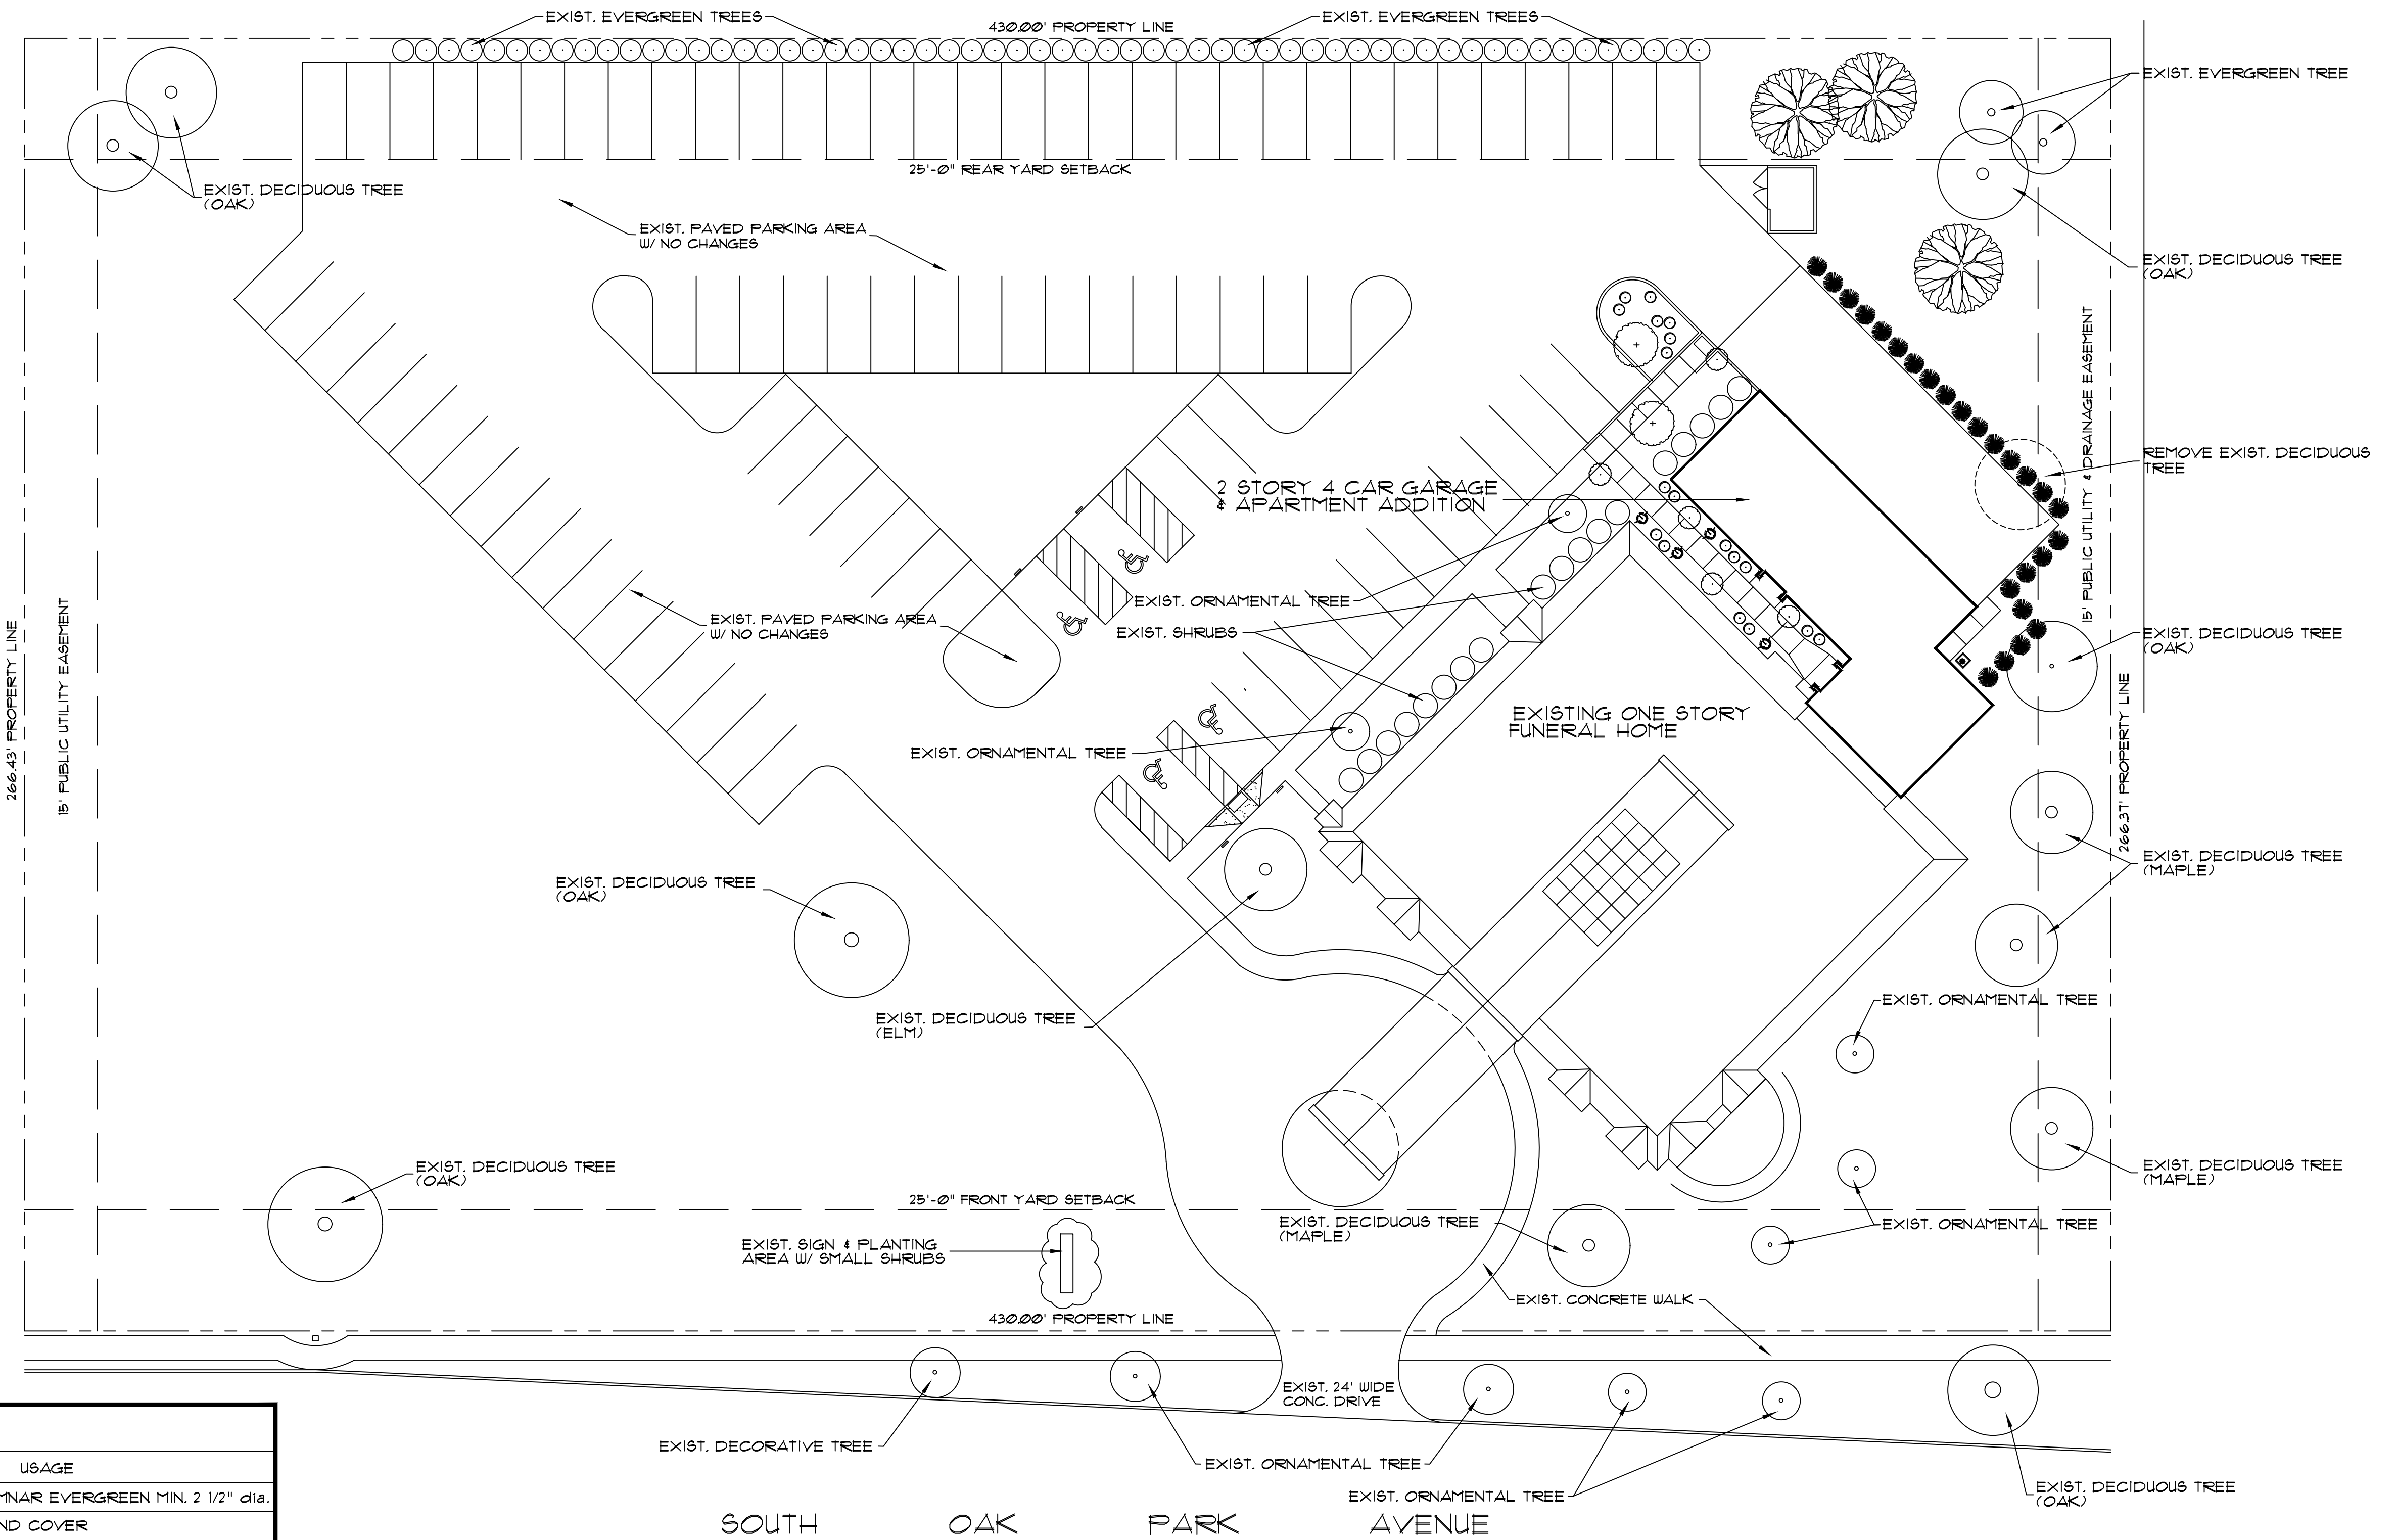 EXIST. EVERGREEN TREES
430.00' PROPERTY LINE
EXIST. EVERGREEN TREES
EXIST. EVERGREEN TREE
25'-0" REAR YARD SETBACK
EXIST. DECIDUOUS TREE
(OAK)
EXIST. PAVED PARKING AREA
W/ NO CHANGES
EXIST. DECIDUOUS TREE
(OAK)
15' PUBLIC UTILITY & DRAINAGE EASEMENT
REMOVE EXIST. DECIDUOUS
TREE
2 STORY 4 CAR GARAGE
& APARTMENT ADDITION
266.43' PROPERTY LINE
15' PUBLIC UTILITY EASEMENT
EXIST. ORNAMENTAL TREE
EXIST. PAVED PARKING AREA
W/ NO CHANGES
EXIST. SHRUBS
EXIST. DECIDUOUS TREE
(OAK)
266.37' PROPERTY LINE
EXISTING ONE STORY
FUNERAL HOME
EXIST. ORNAMENTAL TREE
EXIST. DECIDUOUS TREE
(MAPLE)
EXIST. DECIDUOUS TREE
(OAK)
EXIST. ORNAMENTAL TREE
EXIST. DECIDUOUS TREE
(ELM)
EXIST. DECIDUOUS TREE
(OAK)
EXIST. DECIDUOUS TREE
(MAPLE)
25'-0" FRONT YARD SETBACK
EXIST. DECIDUOUS TREE
(MAPLE)
EXIST. ORNAMENTAL TREE
EXIST. SIGN & PLANTING
AREA W/ SMALL SHRUBS
EXIST. CONCRETE WALK
430.00' PROPERTY LINE
EXIST. 24' WIDE
CONC. DRIVE
EXIST. DECORATIVE TREE
EXIST. ORNAMENTAL TREE
EXIST. ORNAMENTAL TREE
EXIST. DECIDUOUS TREE
(OAK)
USAGE
MNAR EVERGREEN MIN. 2 1/2" dia.
ND COVER
SOUTH OAK PARK AVENUE